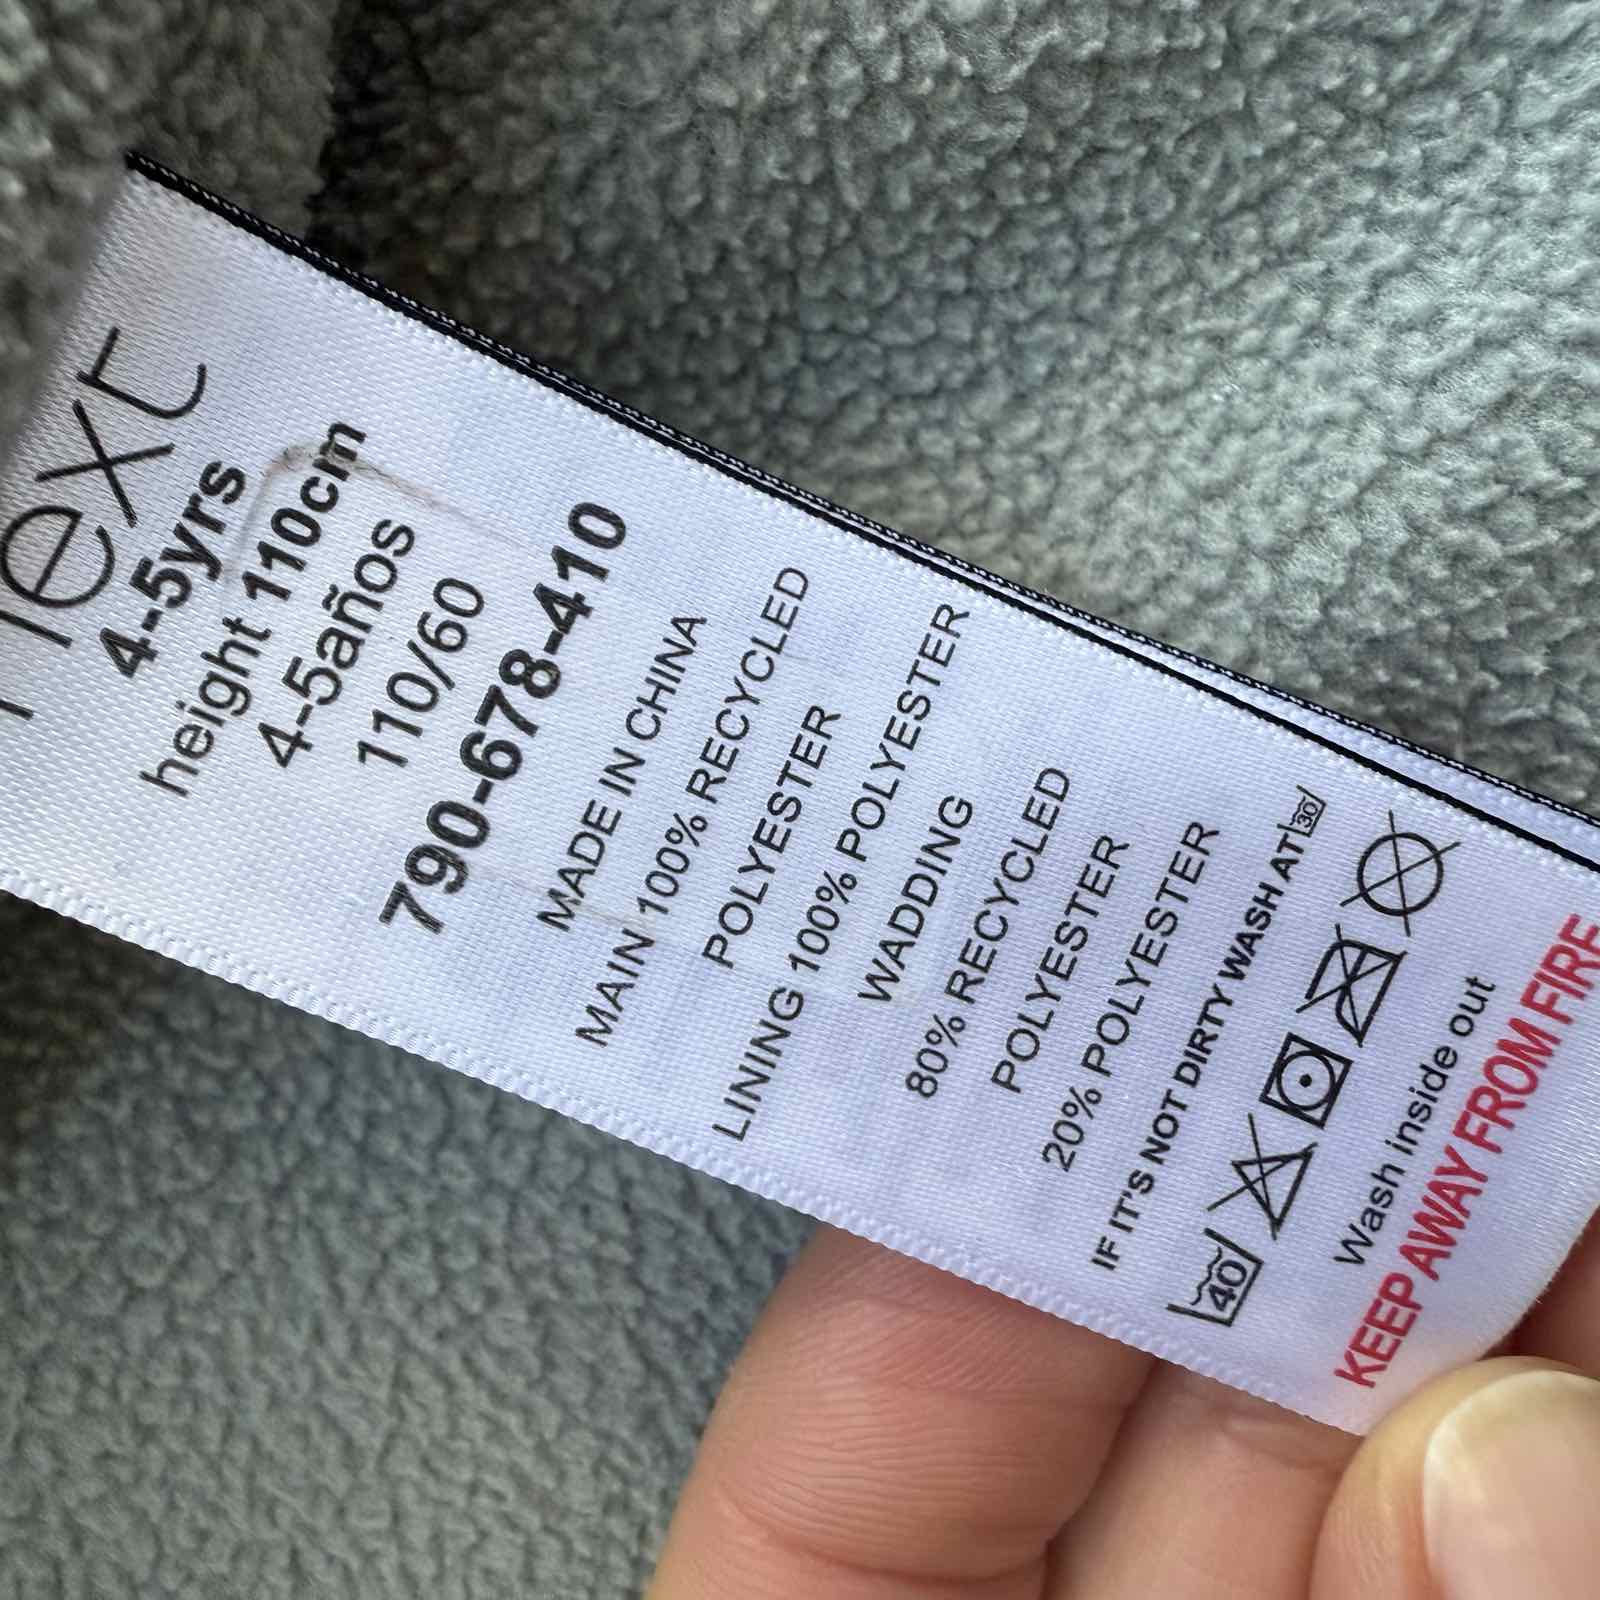 next
4-5yrs
height 110cm
4-5años
110/60
790-678-410
MADE IN CHINA
MAIN 100% RECYCLED
POLYESTER
LINING 100% POLYESTER
WADDING
80% RECYCLED
POLYESTER
20% POLYESTER
IF IT'S NOT DIRTY WASH AT 30
40
Wash inside out
KEEP AWAY FROM FIRE